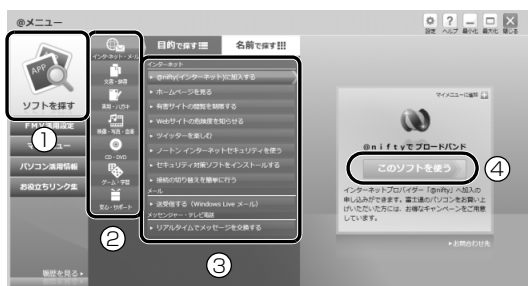 @メニュー
設定 ヘルプ 最小化 最大化 閉じる
APP
ソフトを探す
①
FMV活用設定
パソコン活用情報
お役立ちリンク集
履歴を見る
インターネット・メール
文書・帳票
実用・ハガキ
映像・写真・音楽
CD・DVD
ゲーム・学習
安心・サポート
②
目的で探す
名前で探す
インターネット
@nifty(インターネット)に加入する
ホームページを見る
有害サイトの閲覧を制限する
Webサイトの危険度を知らせる
ツイッターを楽しむ
ノートン インターネットセキュリティを使う
セキュリティ対策ソフトをインストールする
接続の切り替えを簡単に行う
メール
送受信する（Windows Live メール）
メッセンジャー・テレビ電話
リアルタイムでメッセージを交換する
③
マイメニューに追加
@niftyでブロードバンド
このソフトを使う
④
インターネットプロバイダー「@nifty」へ加入の
申し込みができます。富士通のパソコンをお買い上
げいただいた方には、お得なキャンペーンをご用意
しています。
お問合わせ先